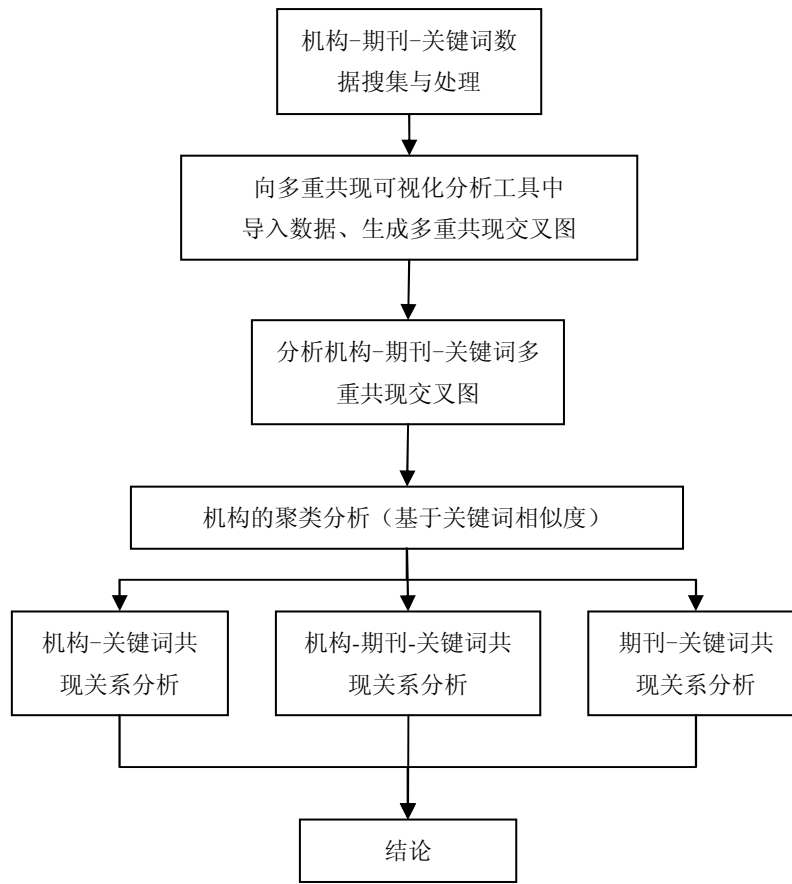 机构-期刊-关键词数
据搜集与处理
向多重共现可视化分析工具中
导入数据、生成多重共现交叉图
分析机构-期刊-关键词多
重共现交叉图
机构的聚类分析（基于关键词相似度）
机构-关键词共
现关系分析
机构-期刊-关键词共
现关系分析
期刊-关键词共
现关系分析
结论